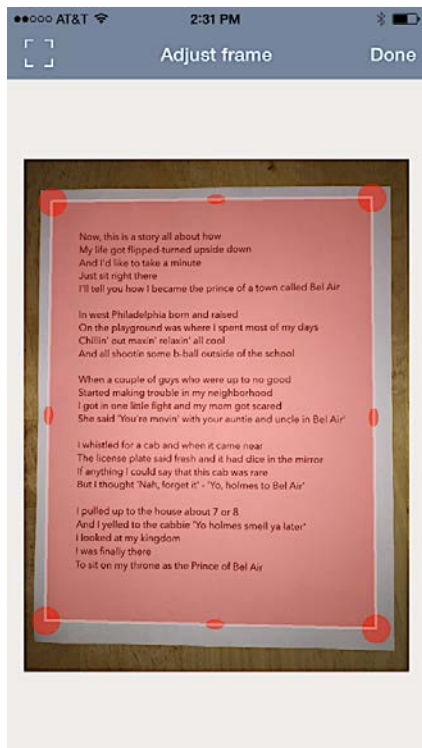 AT&T 2:31 PM
Adjust frame Done
Now, this is a story all about how
My life got flipped-turned upside down
And I'd like to take a minute
Just sit right there
I'll tell you how I became the prince of a town called Bel Air
In west Philadelphia born and raised
On the playground was where I spent most of my days
Chillin' out maxin' relaxin' all cool
And all shootin some b-ball outside of the school
When a couple of guys who were up to no good
Started making trouble in my neighborhood
I got in one little fight and my mom got scared
She said 'You're movin' with your auntie and uncle in Bel Air'
I whistled for a cab and when it came near
The license plate said fresh and it had dice in the mirror
If anything I could say that this cab was rare
But I thought 'Nah, forget it' - 'Yo, holmes to Bel Air'
I pulled up to the house about 7 or 8
And I yelled to the cabbie 'Yo holmes smell ya later'
I looked at my kingdom
I was finally there
To sit on my throne as the Prince of Bel Air